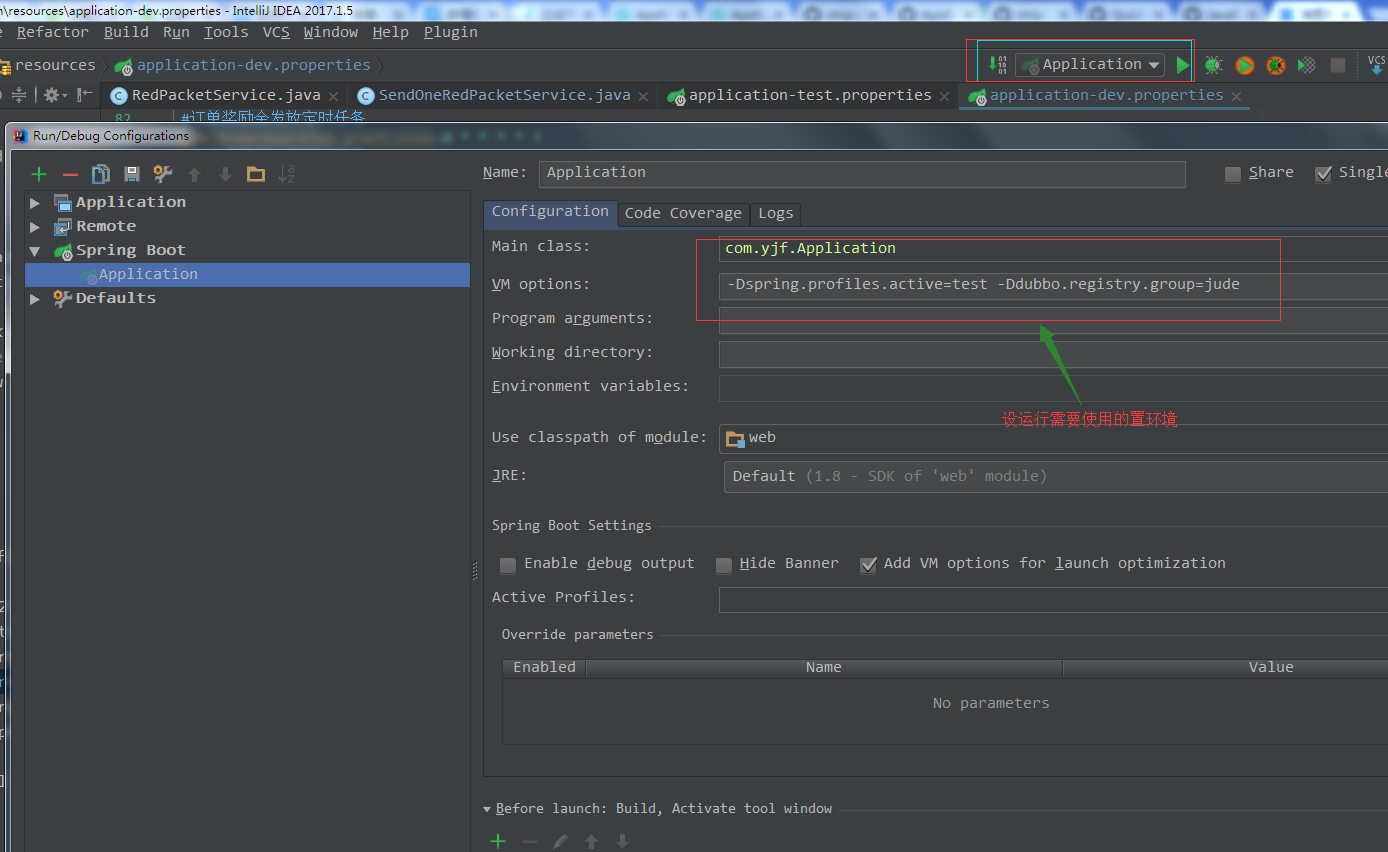 n\resources\application-dev.properties - IntelliJ IDEA 2017.1.5
e Refactor Build Run Tools VCS Window Help Plugin
resources application-dev.properties
Application VCS
RedPacketService.java SendOneRedPacketService.java application-test.properties application-dev.properties
82 #订单奖励金发放定时任务
Run/Debug Configurations
Name: Application Share Single
Application
Remote
Spring Boot
Application
Defaults
Configuration Code Coverage Logs
Main class: com.yjf.Application
VM options: -Dspring.profiles.active=test -Ddubbo.registry.group=jude
Program arguments:
Working directory:
Environment variables:
设运行需要使用的置环境
Use classpath of module: web
JRE: Default (1.8 - SDK of 'web' module)
Spring Boot Settings
Enable debug output Hide Banner Add VM options for launch optimization
Active Profiles:
Override parameters
Enabled Name Value
No parameters
Before launch: Build, Activate tool window